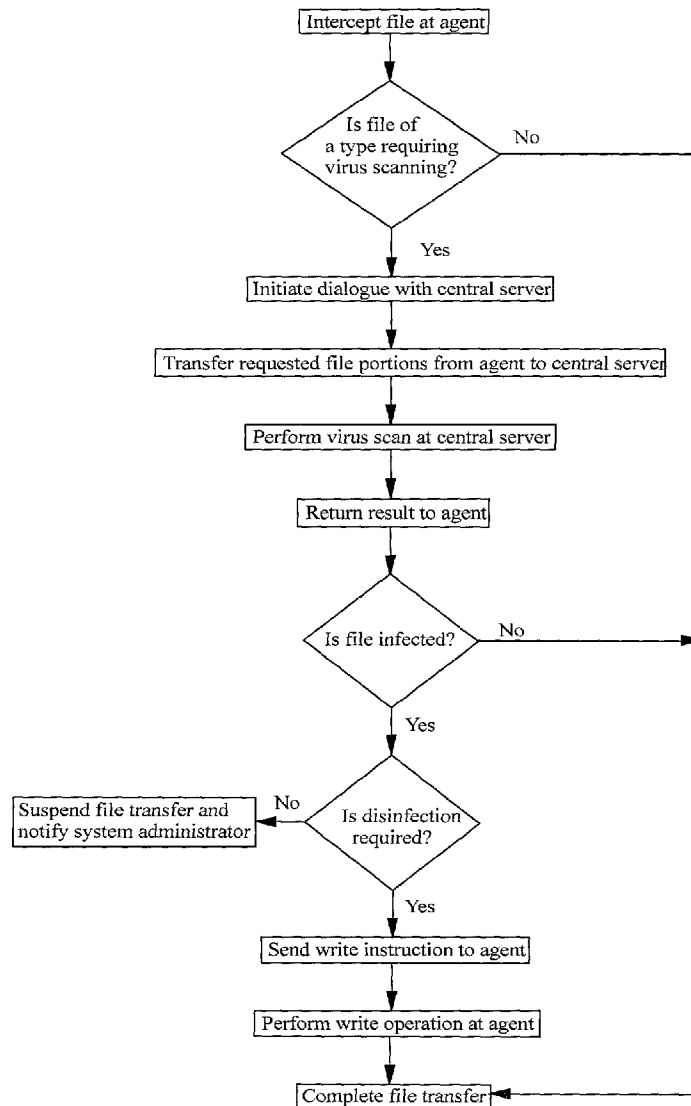 Intercept file at agent
Is file of
a type requiring
virus scanning?
No
Yes
Initiate dialogue with central server
Transfer requested file portions from agent to central server
Perform virus scan at central server
Return result to agent
Is file infected?
No
Yes
Suspend file transfer and
notify system administrator
No
Is disinfection
required?
Yes
Send write instruction to agent
Perform write operation at agent
Complete file transfer